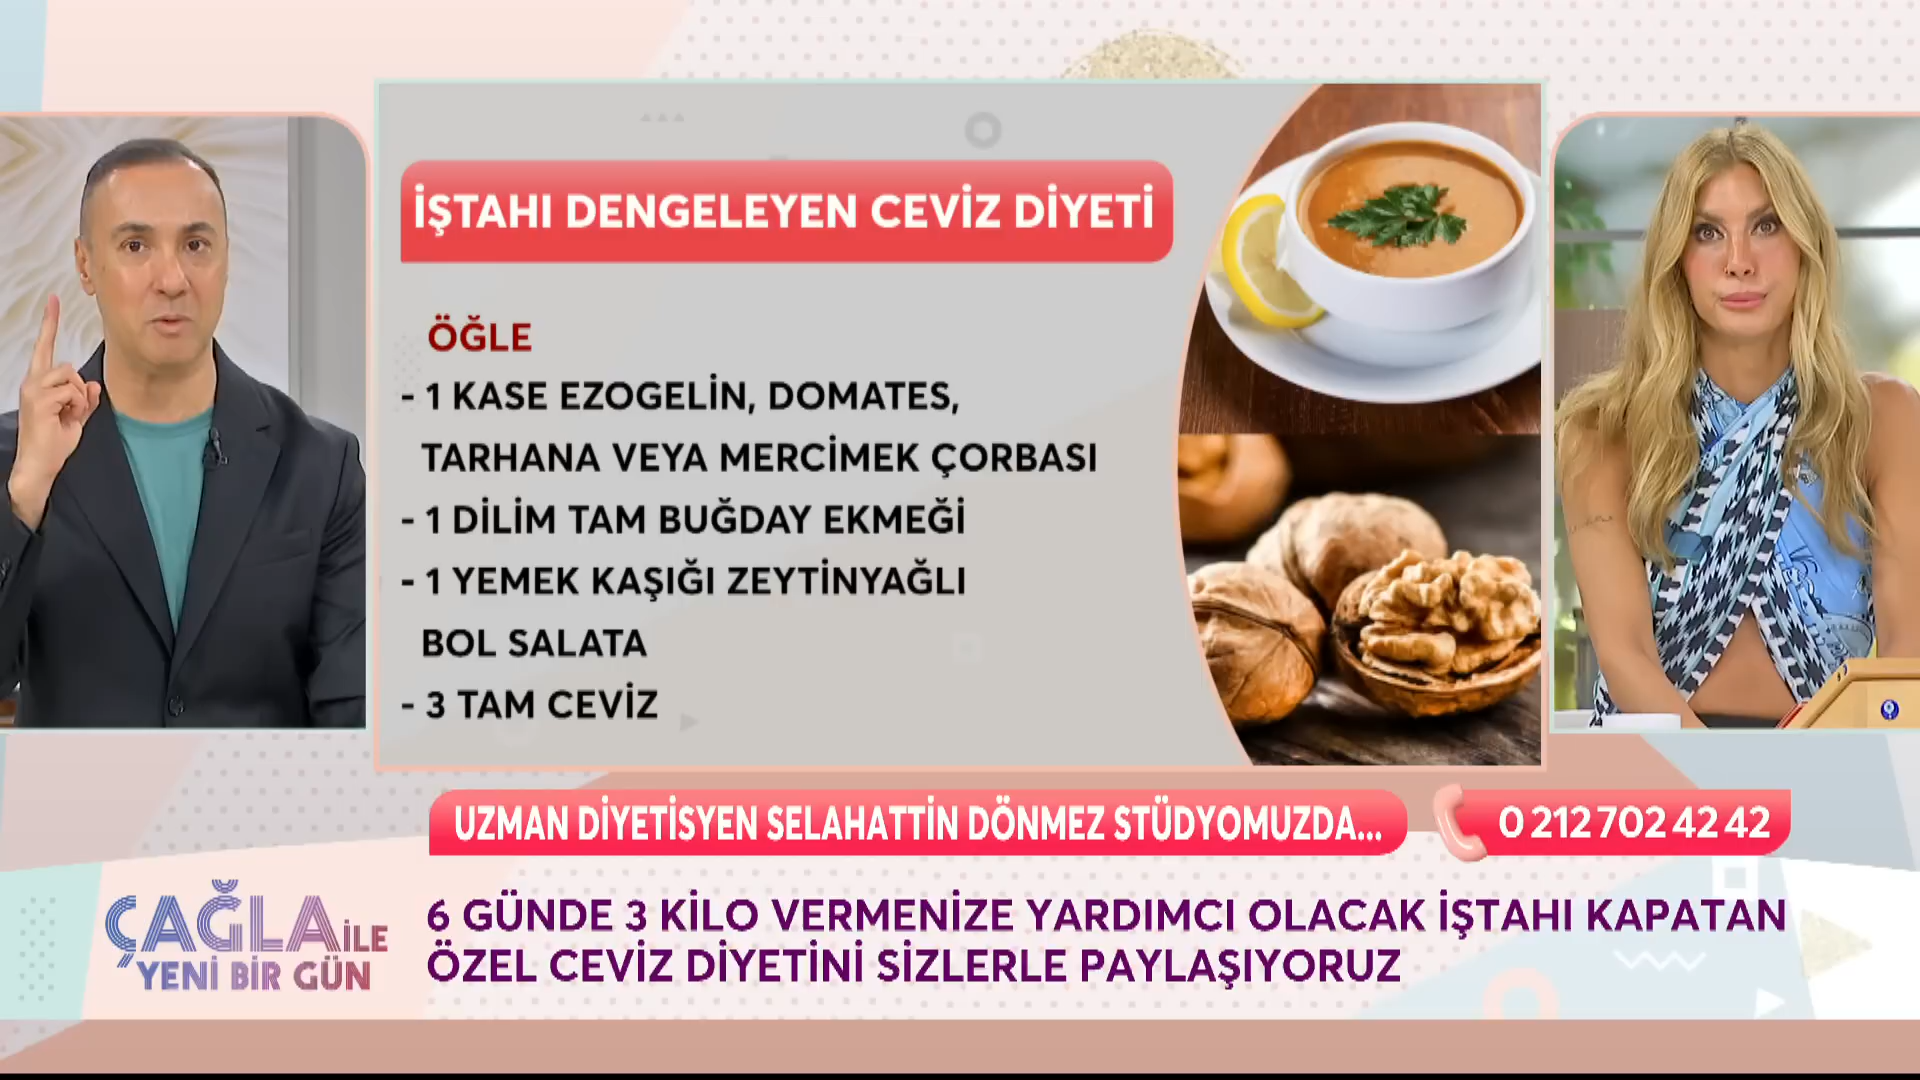 İŞTAHI DENGELEYEN CEVİZ DİYETİ
ÖĞLE
- 1 KASE EZOGELİN, DOMATES,
TARHANA VEYA MERCİMEK ÇORBASI
- 1 DİLİM TAM BUĞDAY EKMEĞİ
- 1 YEMEK KAŞIĞI ZEYTİNYAĞLI
BOL SALATA
- 3 TAM CEVİZ
UZMAN DİYETİSYEN SELAHATTİN DÖNMEZ STÜDYOMUZDA...
0 212 702 42 42
ÇAĞLA İLE
YENİ BİR GÜN
6 GÜNDE 3 KİLO VERMENİZE YARDIMCI OLACAK İŞTAHI KAPATAN
ÖZEL CEVİZ DİYETİNİ SİZLERLE PAYLAŞIYORUZ